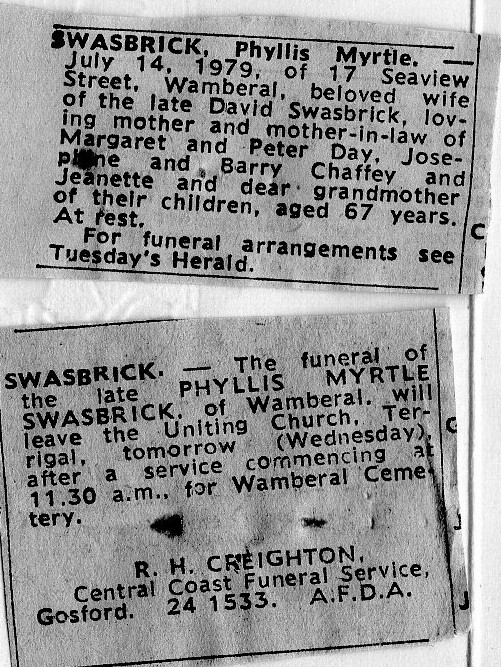 SWASBRICK, Phyllis Myrtle. —
July 14, 1979, of 17 Seaview
Street, Wamberal, beloved wife
of the late David Swasbrick, lov-
ing mother and mother-in-law of
Margaret and Peter Day, Jose-
phine and Barry Chaffey and
Jeanette and dear grandmother
of their children, aged 67 years.
At rest.
For funeral arrangements see
Tuesday's Herald.
SWASBRICK. — The funeral of
the late PHYLLIS MYRTLE
SWASBRICK, of Wamberal, will
leave the Uniting Church, Ter-
rigal, tomorrow (Wednesday),
after a service commencing at
11.30 a.m., for Wamberal Ceme-
tery.
R. H. CREIGHTON,
Central Coast Funeral Service,
Gosford. 24 1533. A.F.D.A.